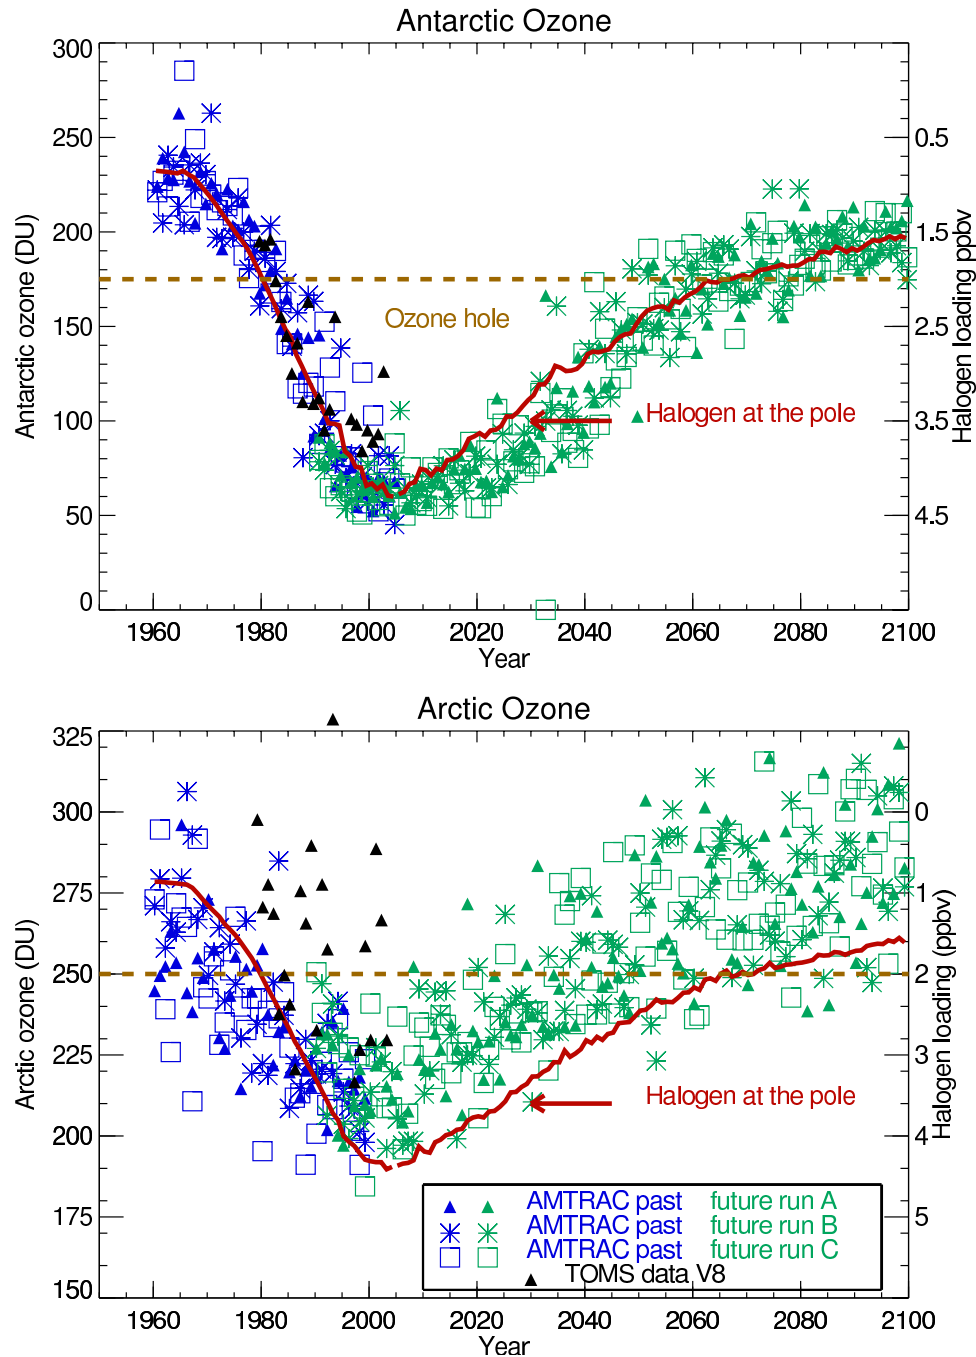 Antarctic Ozone
300
250
200
150
100
50
0
Antarctic ozone (DU)
0.5
1.5
2.5
3.5
4.5
Halogen loading ppbv
Ozone hole
Halogen at the pole
1960 1980 2000 2020 2040 2060 2080 2100
Year
Arctic Ozone
325
300
275
250
225
200
175
150
Arctic ozone (DU)
0
1
2
3
4
5
Halogen loading (ppbv)
Halogen at the pole
AMTRAC past future run A
AMTRAC past future run B
AMTRAC past future run C
TOMS data V8
1960 1980 2000 2020 2040 2060 2080 2100
Year